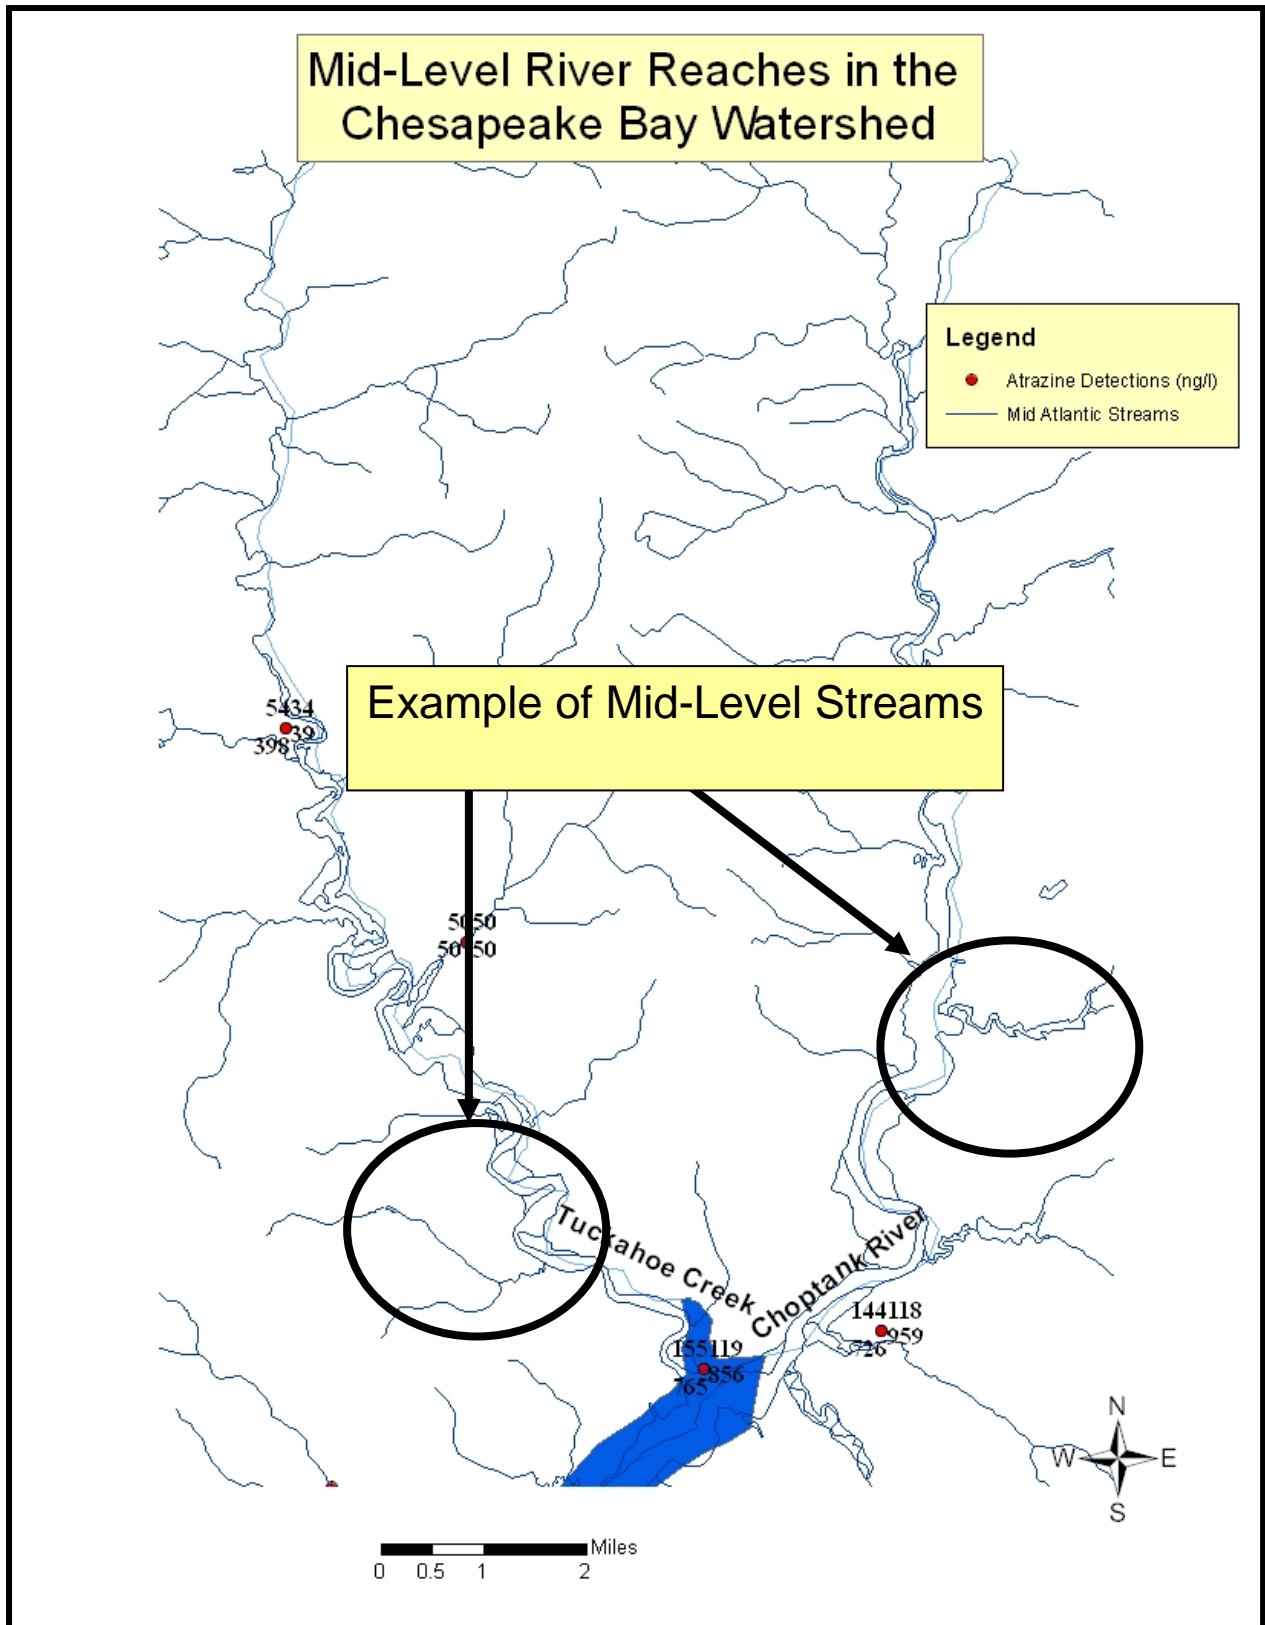 Mid-Level River Reaches in the
Chesapeake Bay Watershed
Legend
Atrazine Detections (ng/l)
Mid Atlantic Streams
Example of Mid-Level Streams
5434
39
398
5050
5050
Tuckahoe Creek
Choptank River
144118
959
726
155119
856
765
N
W E
S
Miles
0 0.5 1 2